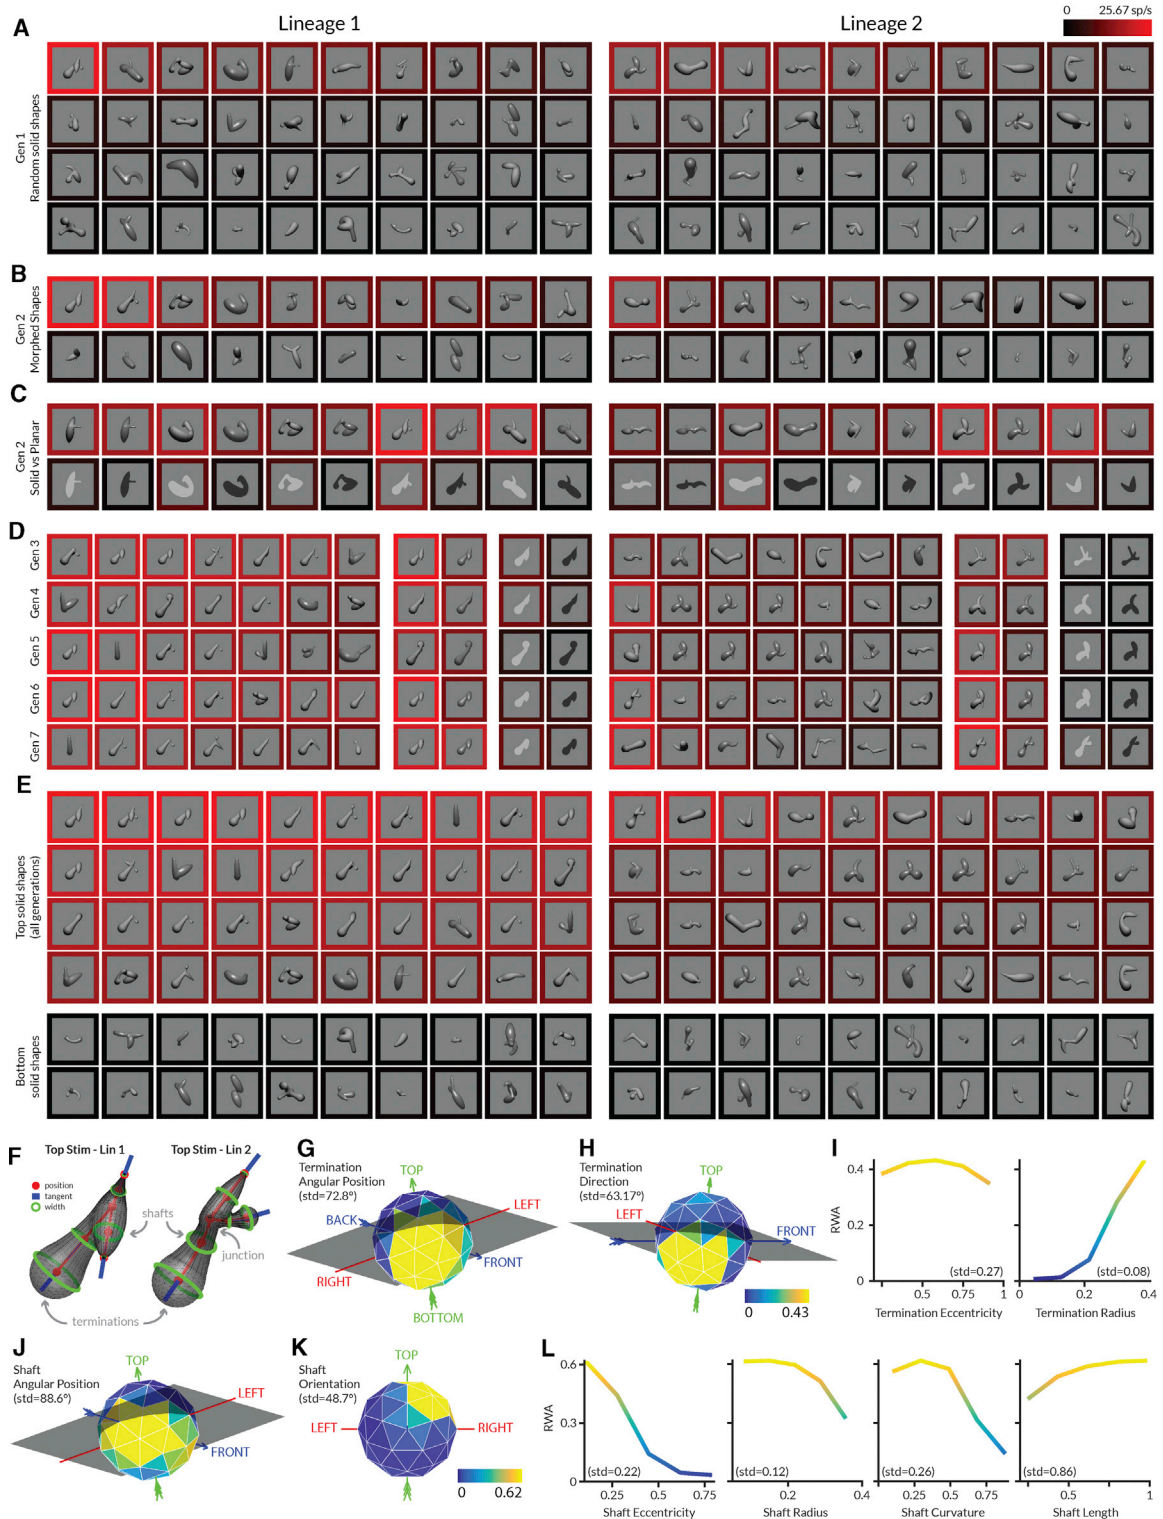 A
Lineage 1
Lineage 2
0 25.67 sp/s
Gen 1
Random solid shapes
B
Gen 2
Morphed Shapes
C
Gen 2
Solid vs Planar
D
Gen 3
Gen 4
Gen 5
Gen 6
Gen 7
E
Top solid shapes
(all generations)
Bottom
solid shapes
F
Top Stim - Lin 1
Top Stim - Lin 2
position
tangent
width
shafts
junction
terminations
G
Termination
Angular Position
(std=72.8°)
TOP
LEFT
BACK
FRONT
RIGHT
BOTTOM
H
Termination
Direction
(std=63.17°)
TOP
LEFT
FRONT
0 0.43
I
RWA
0.4
0.2
0
(std=0.27)
0.5 1
Termination Eccentricity
(std=0.08)
0 0.2 0.4
Termination Radius
J
Shaft
Angular Position
(std=88.6°)
TOP
LEFT
FRONT
K
Shaft
Orientation
(std=48.7°)
TOP
LEFT
RIGHT
0 0.62
L
RWA
0.6
0.3
0
(std=0.22)
0.25 0.5 0.75
Shaft Eccentricity
(std=0.12)
0.2 0.4
Shaft Radius
(std=0.26)
0.25 0.5 0.75
Shaft Curvature
(std=0.86)
0.5 1
Shaft Length